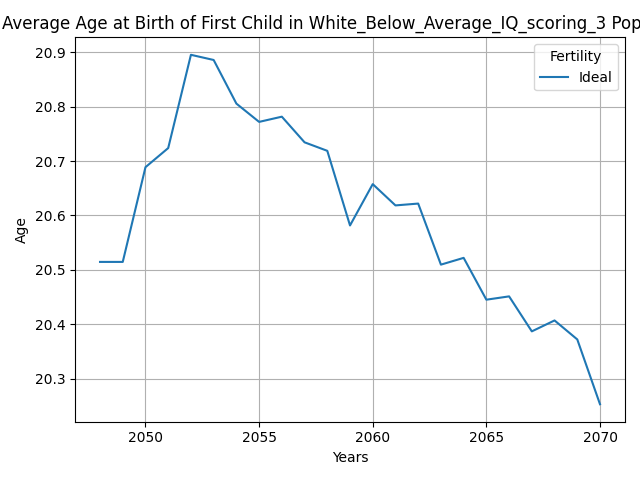 Average Age at Birth of First Child in White_Below_Average_IQ_scoring_3 Pop
Fertility
Ideal
20.9
20.8
20.7
20.6
20.5
20.4
20.3
Age
2050 2055 2060 2065 2070
Years